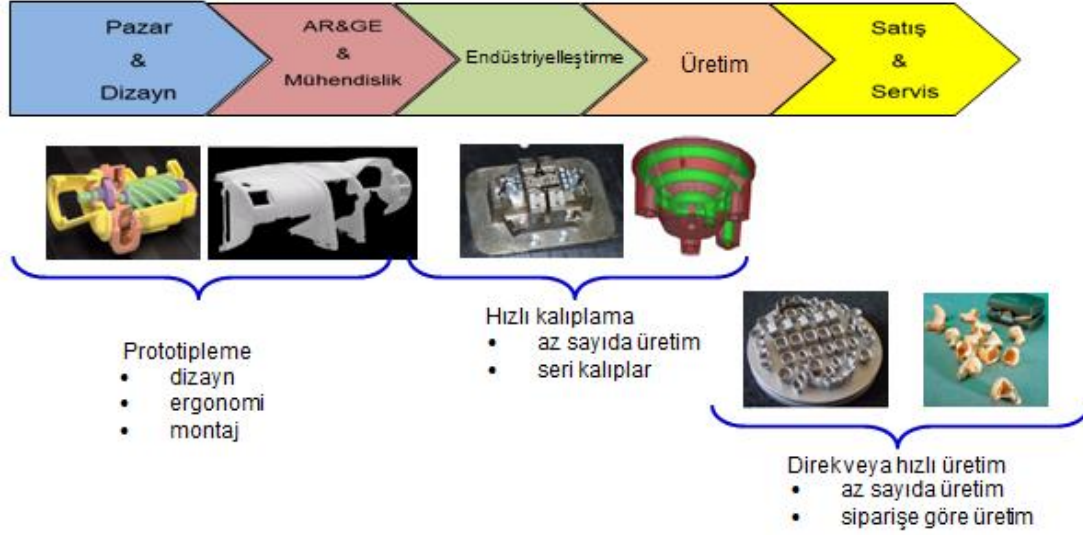 Pazar
&
Dizayn
AR&GE
&
Mühendislik
Endüstriyelleştirme
Üretim
Satış
&
Servis
Prototipleme
• dizayn
• ergonomi
• montaj
Hızlı kalıplama
• az sayıda üretim
• seri kalıplar
Direkveya hızlı üretim
• az sayıda üretim
• siparişe göre üretim